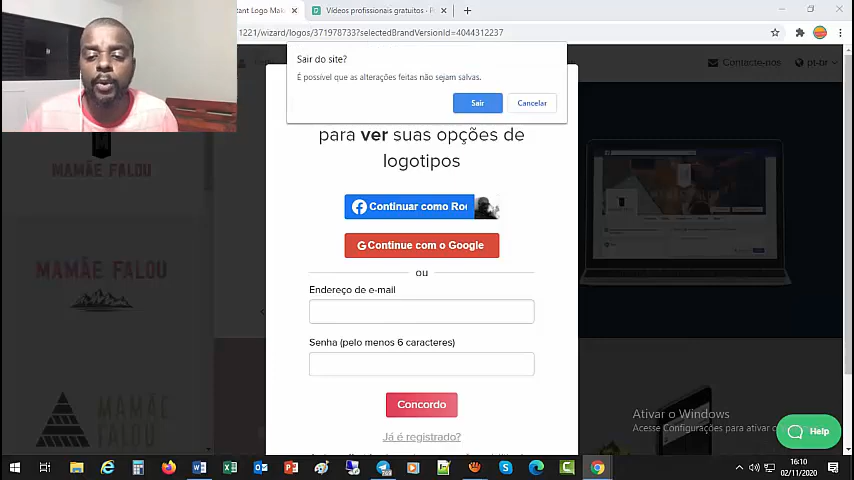 tant Logo Mak
Vídeos profissionais gratuitos - P
1221/wizard/logos/371978733?selectedBrandVersionId=4044312237
Sair do site?
É possível que as alterações feitas não sejam salvas.
Sair
Cancelar
Contacte-nos
pt-br
para ver suas opções de
logotipos
MAMÃE FALOU
MAMÃE FALOU
MAMÃE
FALOU
Continuar como Ro
Continue com o Google
ou
Endereço de e-mail
Senha (pelo menos 6 caracteres)
Concordo
Já é registrado?
Ativar o Windows
Acesse Configurações para ativar o
Help
16:10
02/11/2020